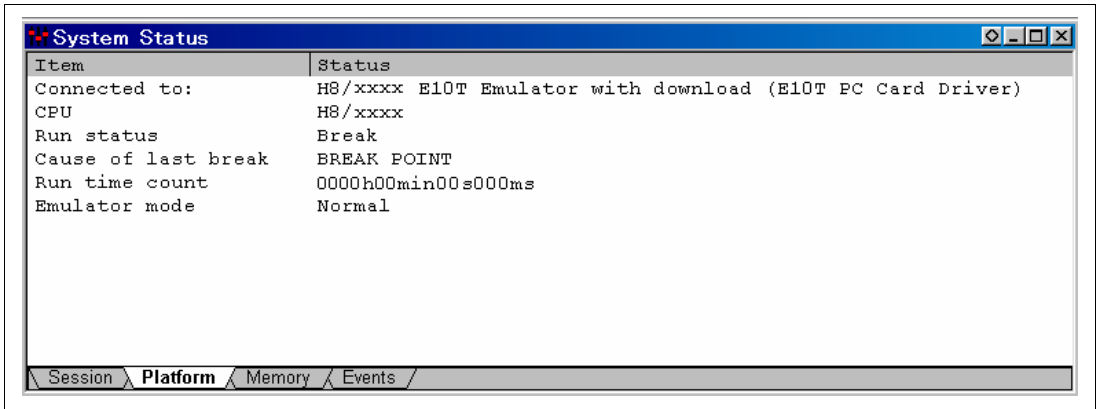 System Status
Item Status
Connected to: H8/xxxx E10T Emulator with download (E10T PC Card Driver)
CPU H8/xxxx
Run status Break
Cause of last break BREAK POINT
Run time count 0000h00min00s000ms
Emulator mode Normal
Session Platform Memory Events